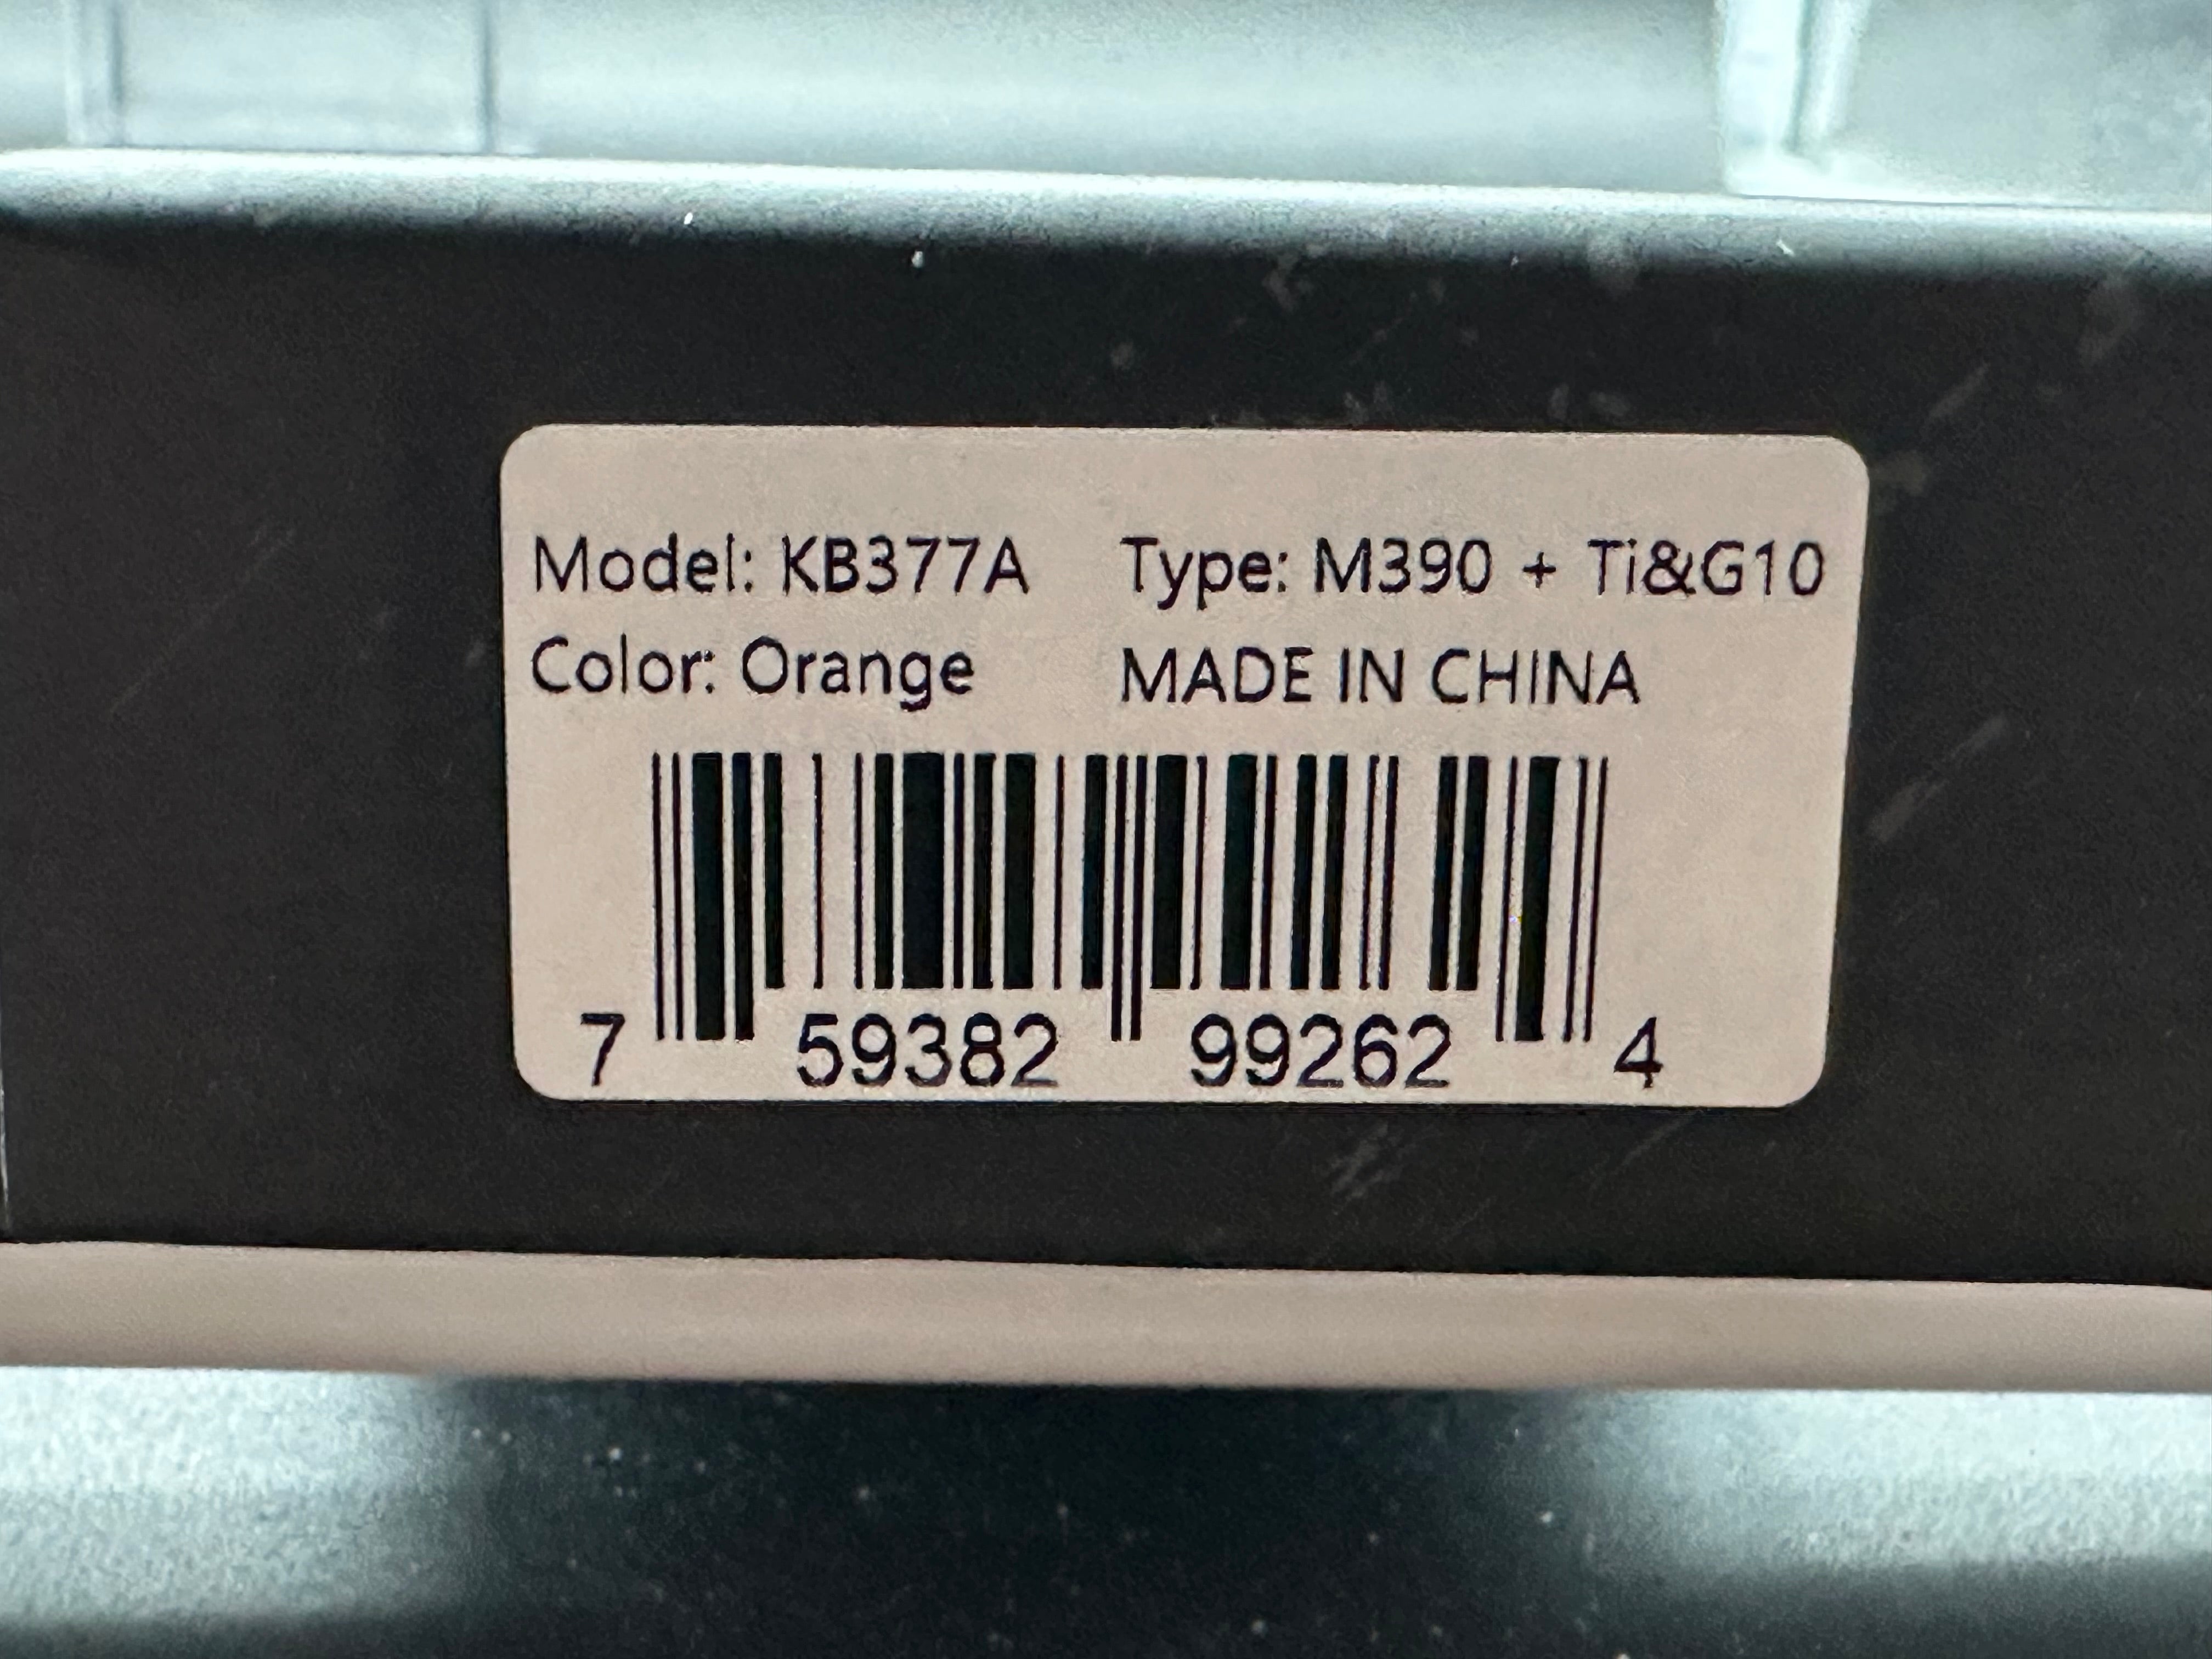 Model: KB377A Type: M390 + Ti&G10
Color: Orange MADE IN CHINA
7 59382 99262 4